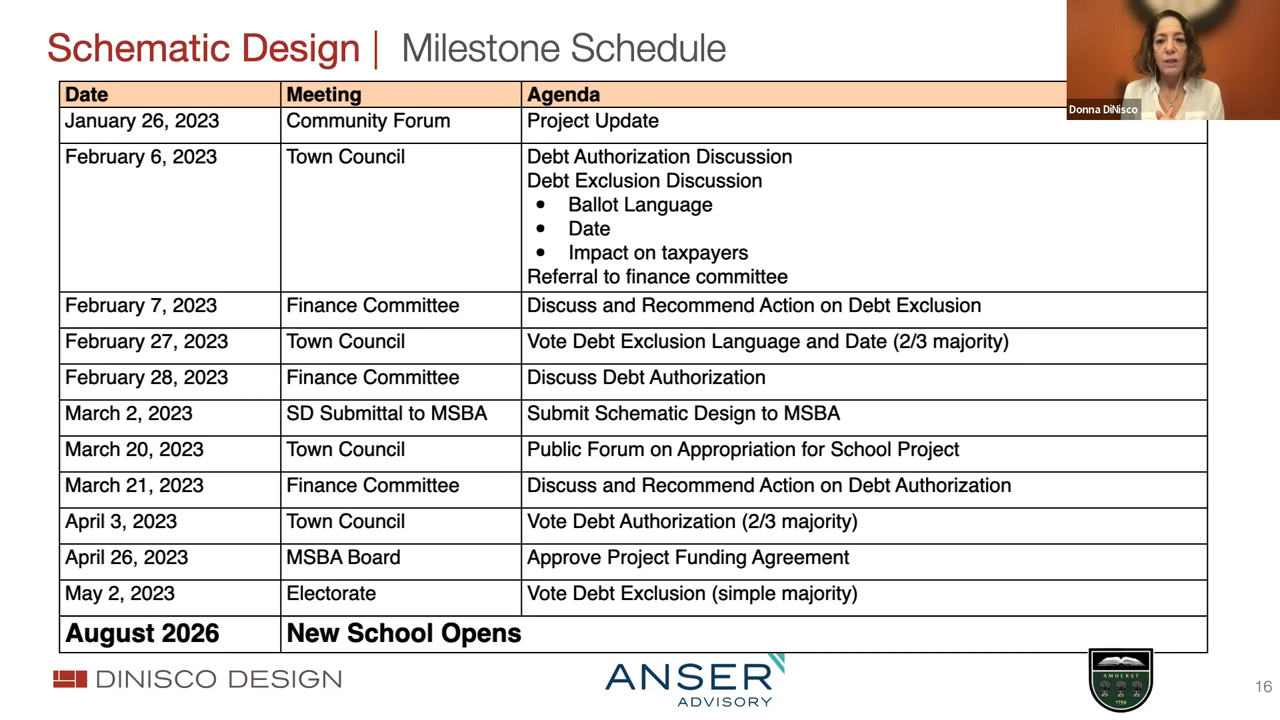 Schematic Design | Milestone Schedule
Donna DiNisco
Date Meeting Agenda
January 26, 2023 Community Forum Project Update
February 6, 2023 Town Council Debt Authorization Discussion
Debt Exclusion Discussion
• Ballot Language
• Date
• Impact on taxpayers
Referral to finance committee
February 7, 2023 Finance Committee Discuss and Recommend Action on Debt Exclusion
February 27, 2023 Town Council Vote Debt Exclusion Language and Date (2/3 majority)
February 28, 2023 Finance Committee Discuss Debt Authorization
March 2, 2023 SD Submittal to MSBA Submit Schematic Design to MSBA
March 20, 2023 Town Council Public Forum on Appropriation for School Project
March 21, 2023 Finance Committee Discuss and Recommend Action on Debt Authorization
April 3, 2023 Town Council Vote Debt Authorization (2/3 majority)
April 26, 2023 MSBA Board Approve Project Funding Agreement
May 2, 2023 Electorate Vote Debt Exclusion (simple majority)
August 2026 New School Opens
DINISCO DESIGN
ANSER
ADVISORY
AMHERST
1759
16